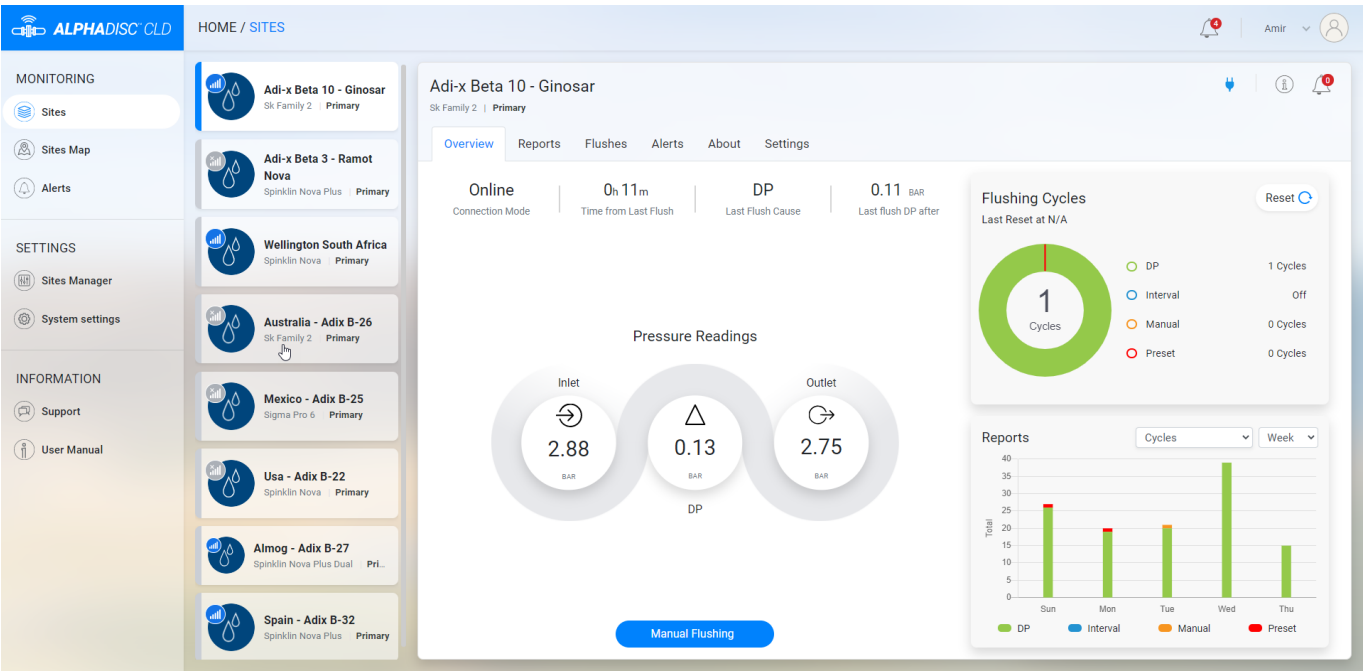 ALPHADISC™ CLD
HOME / SITES
4
Amir
MONITORING
Sites
Sites Map
Alerts
SETTINGS
Sites Manager
System settings
INFORMATION
Support
User Manual
Adi-x Beta 10 - Ginosar
Sk Family 2 | Primary
Adi-x Beta 3 - Ramot
Nova
Spinklin Nova Plus | Primary
Wellington South Africa
Spinklin Nova | Primary
Australia - Adix B-26
Sk Family 2 Primary
Mexico - Adix B-25
Sigma Pro 6 | Primary
Usa - Adix B-22
Spinklin Nova | Primary
Almog - Adix B-27
Spinklin Nova Plus Dual | Pri...
Spain - Adix B-32
Spinklin Nova Plus | Primary
Adi-x Beta 10 - Ginosar
Sk Family 2 | Primary
0
Overview Reports Flushes Alerts About Settings
Online
Connection Mode
0h 11m
Time from Last Flush
DP
Last Flush Cause
0.11 BAR
Last flush DP after
Pressure Readings
Inlet
2.88
BAR
0.13
BAR
DP
Outlet
2.75
BAR
Manual Flushing
Flushing Cycles
Last Reset at N/A
Reset
1
Cycles
DP 1 Cycles
Interval Off
Manual 0 Cycles
Preset 0 Cycles
Reports
Cycles
Week
Total
40
35
30
25
20
15
10
5
0
Sun Mon Tue Wed Thu
DP Interval Manual Preset